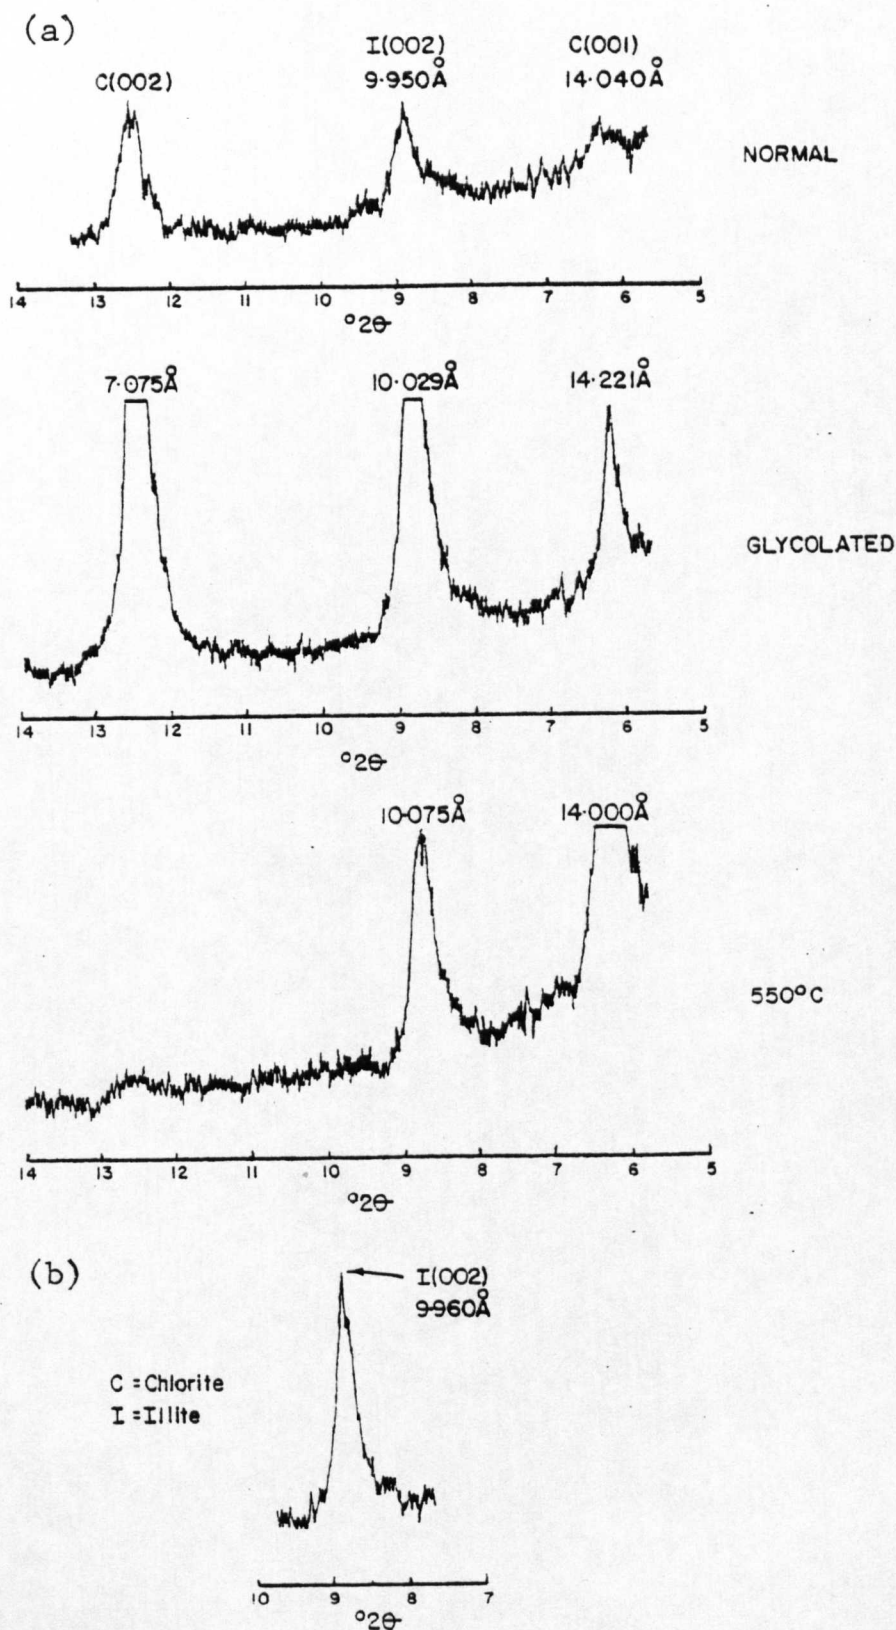 (a)
I(002)
C(001)
C(002)
9·950Å
14·040Å
NORMAL
14 13 12 11 10 9 8 7 6 5
°2θ
7·075Å
10·029Å
14·221Å
GLYCOLATED
14 13 12 11 10 9 8 7 6 5
°2θ
10·075Å
14·000Å
550°C
14 13 12 11 10 9 8 7 6 5
°2θ
(b)
I(002)
9·960Å
C = Chlorite
I = Illite
10 9 8 7
°2θ